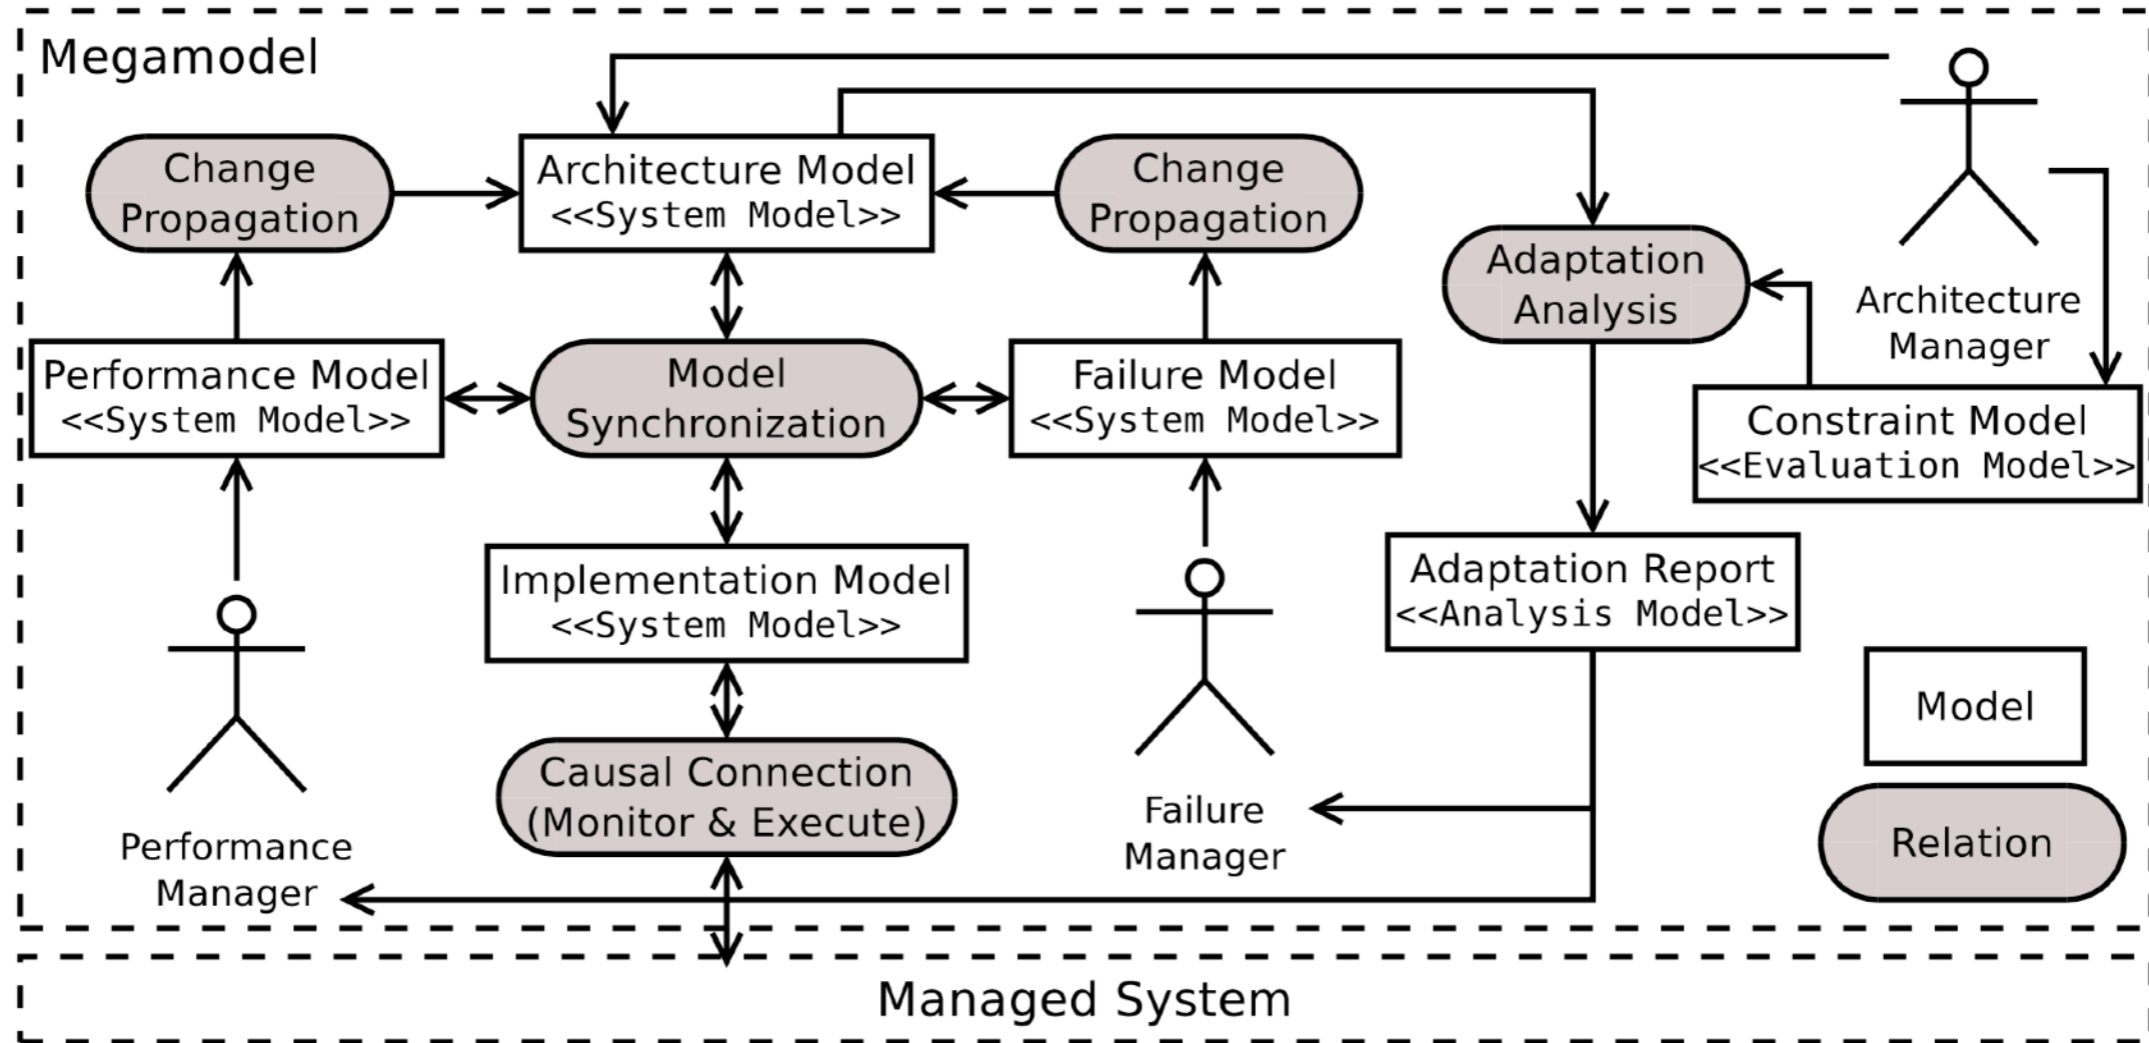 Megamodel
Change
Propagation
Architecture Model
<<System Model>>
Change
Propagation
Adaptation
Analysis
Architecture
Manager
Performance Model
<<System Model>>
Model
Synchronization
Failure Model
<<System Model>>
Constraint Model
<<Evaluation Model>>
Implementation Model
<<System Model>>
Adaptation Report
<<Analysis Model>>
Model
Causal Connection
(Monitor & Execute)
Failure
Manager
Relation
Performance
Manager
Managed System